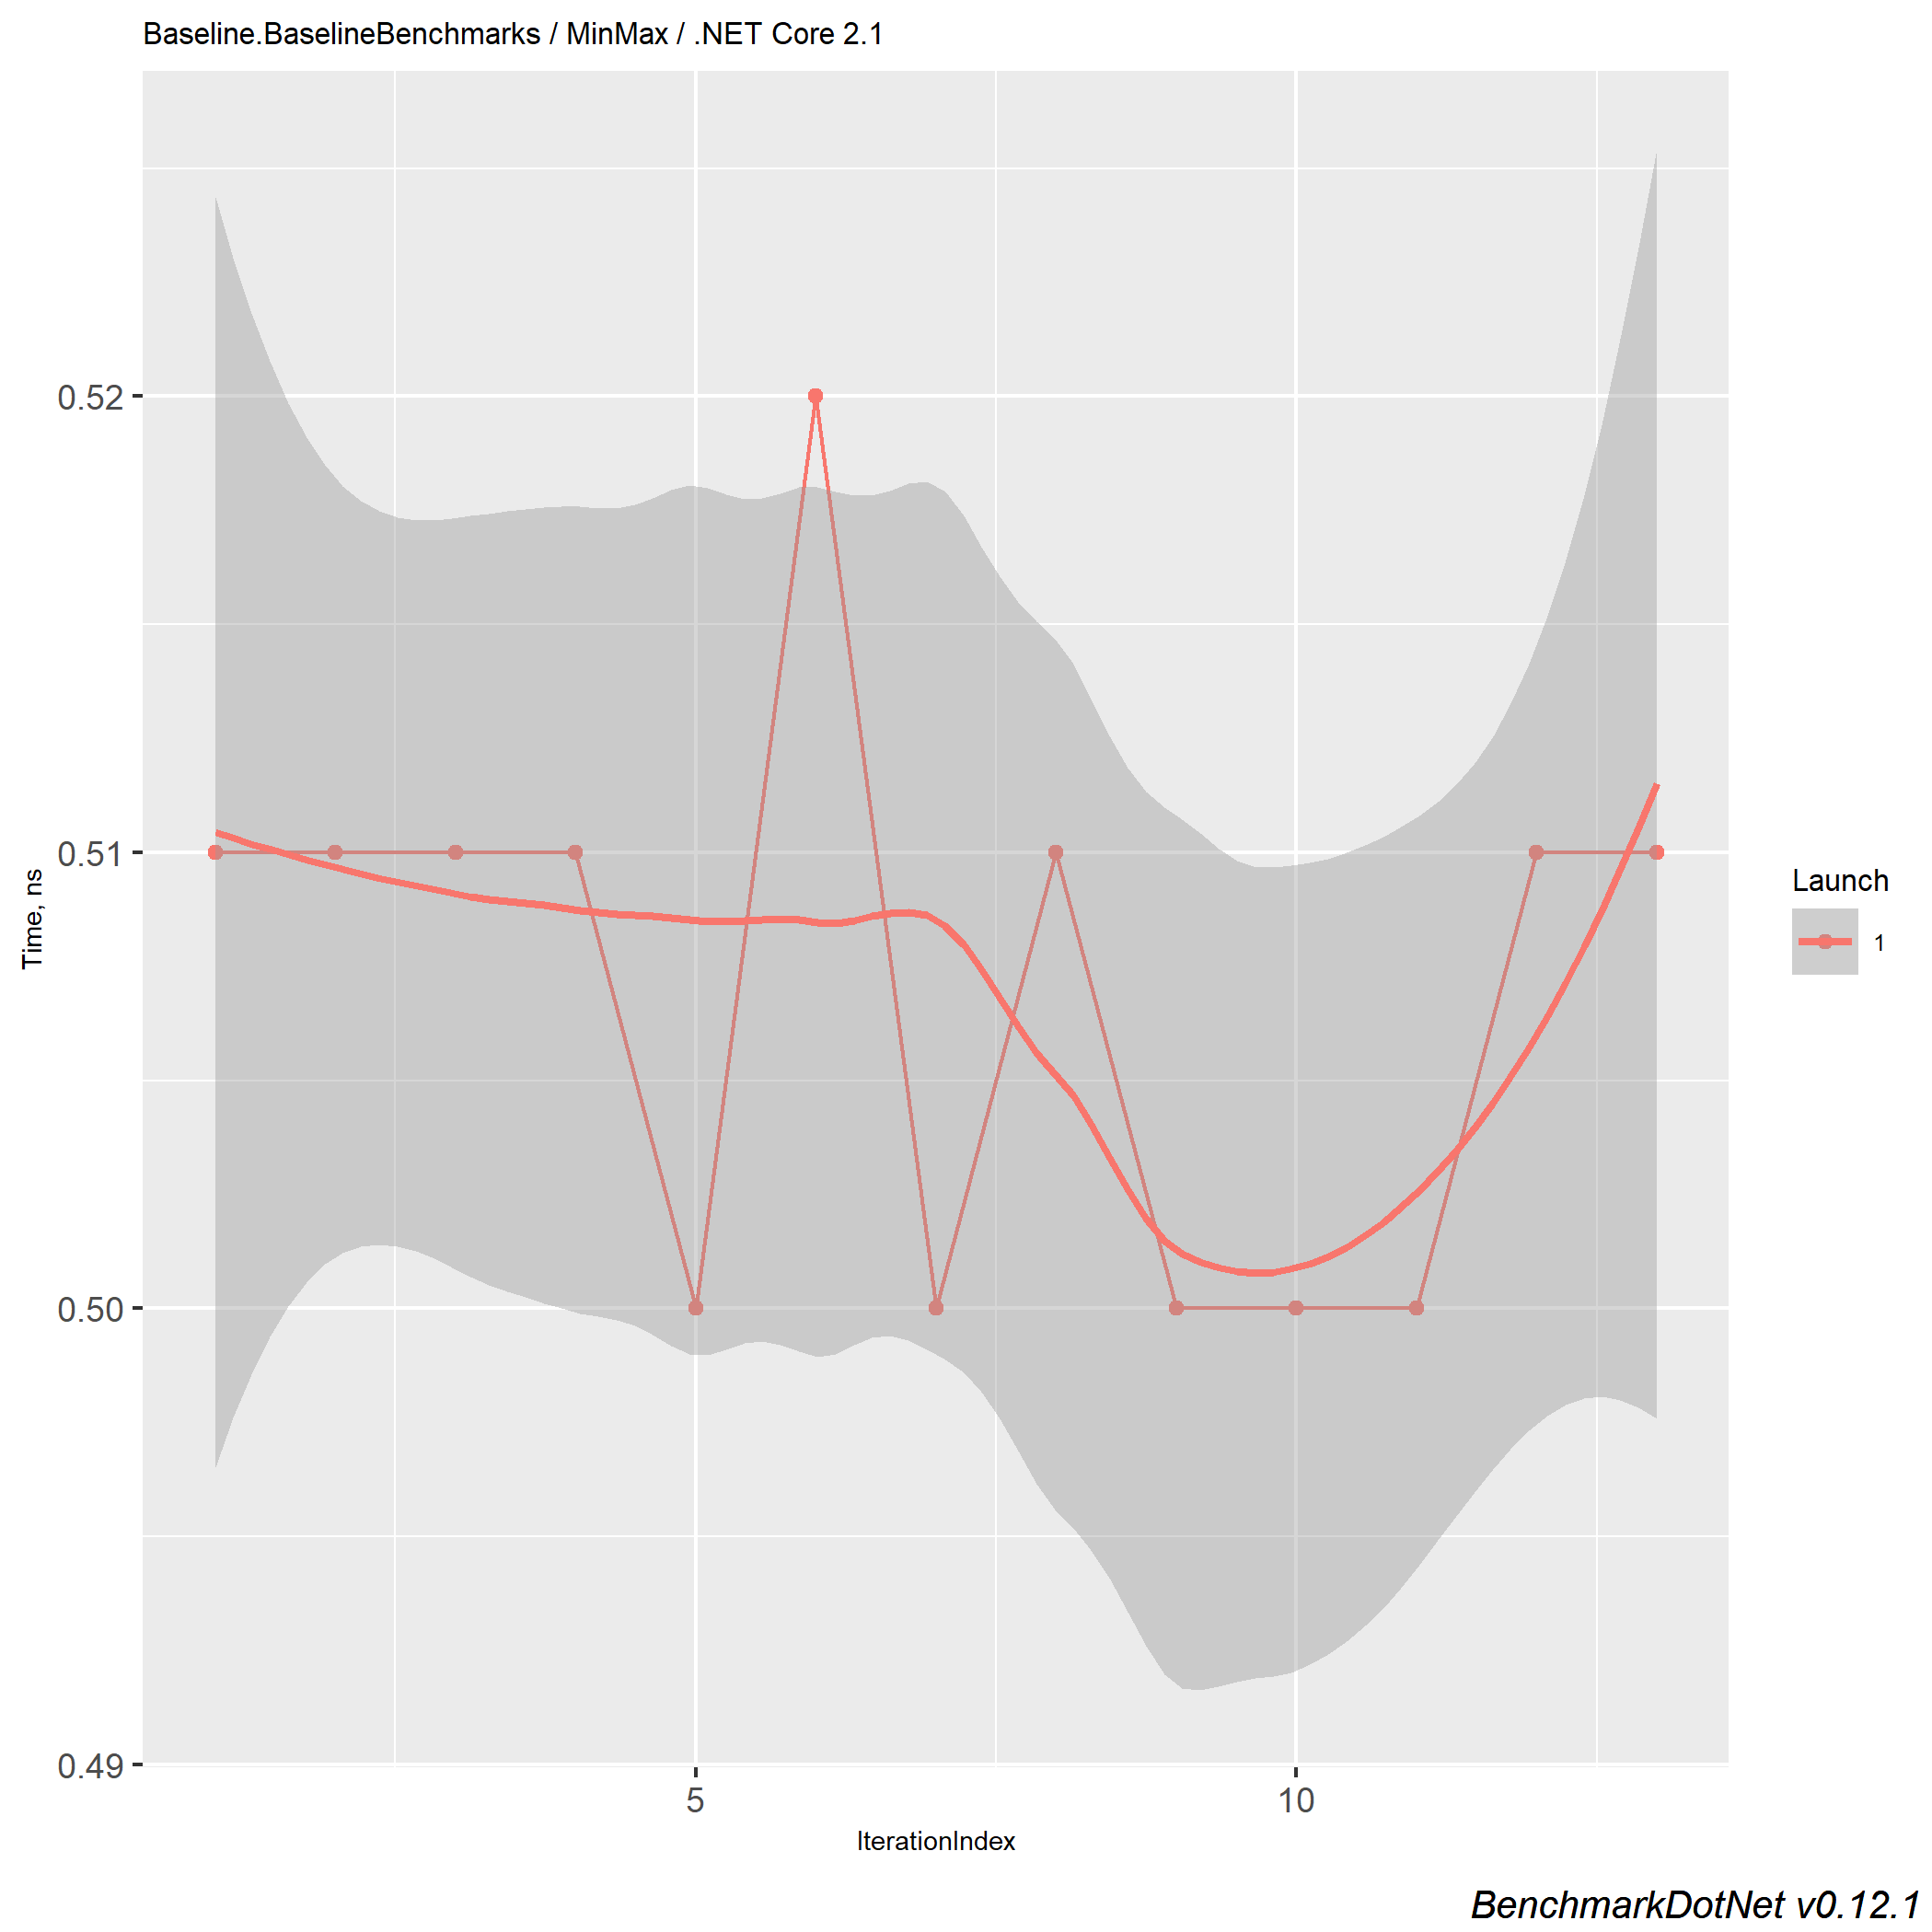 Baseline.BaselineBenchmarks / MinMax / .NET Core 2.1
0.52
0.51
0.50
0.49
Time, ns
5
10
IterationIndex
Launch
1
BenchmarkDotNet v0.12.1